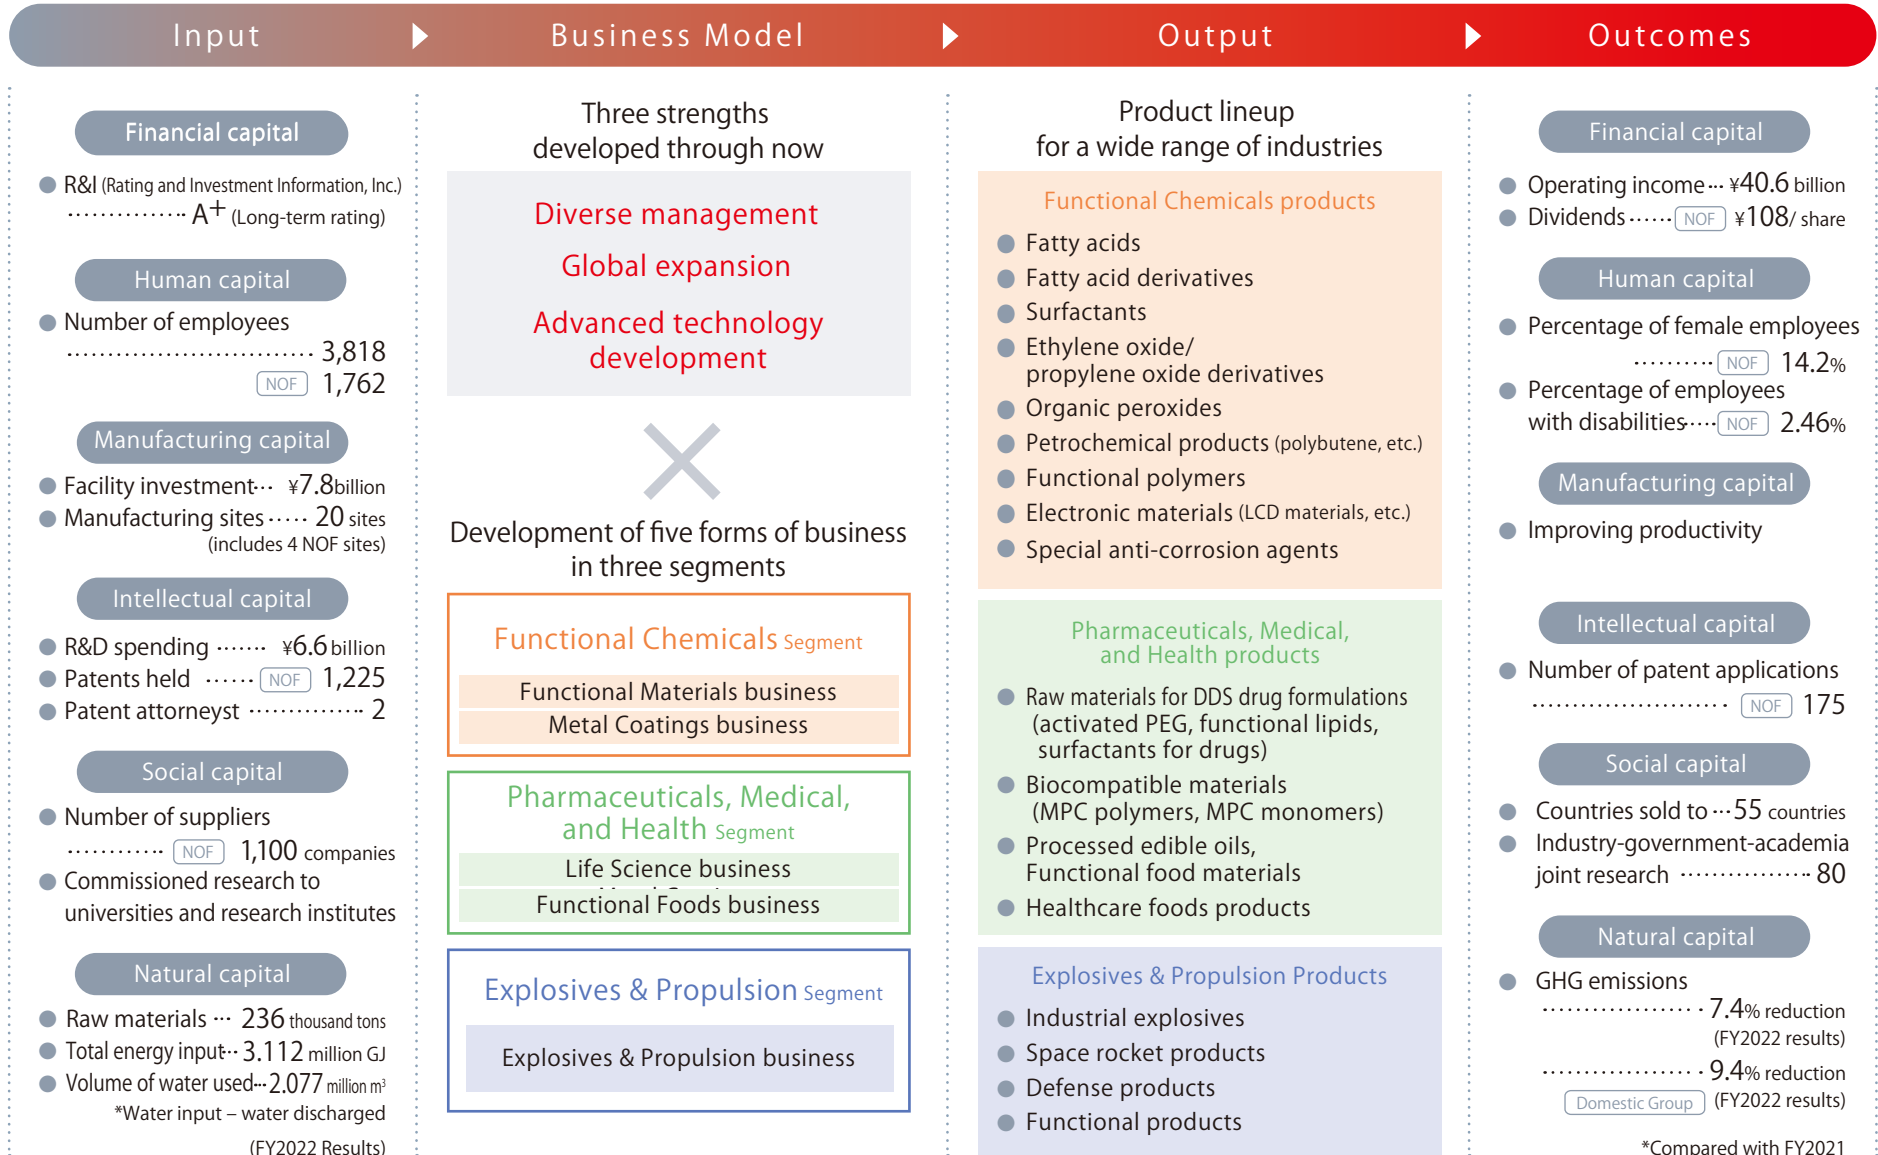 Input
Business Model
Output
Outcomes
Financial capital
R&I (Rating and Investment Information, Inc.)
A+ (Long-term rating)
Human capital
Number of employees
3,818
NOF 1,762
Manufacturing capital
Facility investment… ¥7.8billion
Manufacturing sites ..... 20 sites
(includes 4 NOF sites)
Intellectual capital
R&D spending ······ ¥6.6 billion
Patents held ······ NOF 1,225
Patent attorneyst ·············· 2
Social capital
Number of suppliers
············ NOF 1,100 companies
Commissioned research to
universities and research institutes
Natural capital
Raw materials ··· 236 thousand tons
Total energy input··· 3.112 million GJ
Volume of water used···2.077 million m³
*Water input – water discharged
(FY2022 Results)
Three strengths
developed through now
Diverse management
Global expansion
Advanced technology
development
×
Development of five forms of business
in three segments
Functional Chemicals Segment
Functional Materials business
Metal Coatings business
Pharmaceuticals, Medical,
and Health Segment
Life Science business
Functional Foods business
Explosives & Propulsion Segment
Explosives & Propulsion business
Product lineup
for a wide range of industries
Functional Chemicals products
Fatty acids
Fatty acid derivatives
Surfactants
Ethylene oxide/
propylene oxide derivatives
Organic peroxides
Petrochemical products (polybutene, etc.)
Functional polymers
Electronic materials (LCD materials, etc.)
Special anti-corrosion agents
Pharmaceuticals, Medical,
and Health products
Raw materials for DDS drug formulations
(activated PEG, functional lipids,
surfactants for drugs)
Biocompatible materials
(MPC polymers, MPC monomers)
Processed edible oils,
Functional food materials
Healthcare foods products
Explosives & Propulsion Products
Industrial explosives
Space rocket products
Defense products
Functional products
Financial capital
Operating income ··· ¥40.6 billion
Dividends ······ NOF ¥108/ share
Human capital
Percentage of female employees
·········· NOF 14.2%
Percentage of employees
with disabilities···· NOF 2.46%
Manufacturing capital
Improving productivity
Intellectual capital
Number of patent applications
························ NOF 175
Social capital
Countries sold to ···55 countries
Industry-government-academia
joint research ················ 80
Natural capital
GHG emissions
···················· 7.4% reduction
(FY2022 results)
···················· 9.4% reduction
Domestic Group (FY2022 results)
*Compared with FY2021